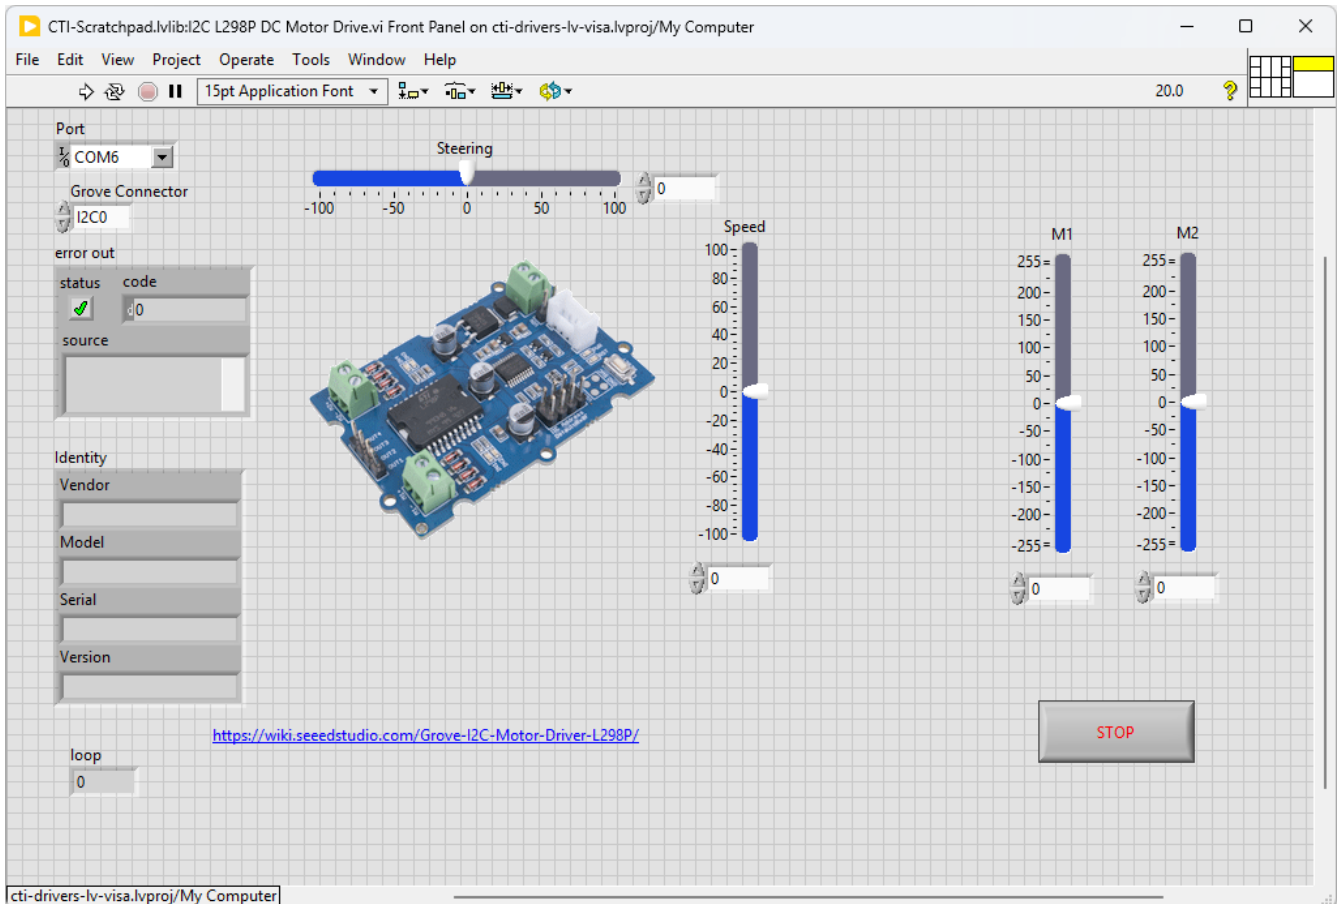 CTI-Scratchpad.lvlib:I2C L298P DC Motor Drive.vi Front Panel on cti-drivers-lv-visa.lvproj/My Computer
File Edit View Project Operate Tools Window Help
15pt Application Font
20.0
Port
I/O COM6
Grove Connector
I2C0
Steering
-100 -50 0 50 100
0
error out
status code
d 0
source
Identity
Vendor
Model
Serial
Version
loop
0
OUT4
OUT3
OUT2
OUT1
Speed
100
80
60
40
20
0
-20
-40
-60
-80
-100
0
M1
255
200
150
100
50
0
-50
-100
-150
-200
-255
0
M2
255
200
150
100
50
0
-50
-100
-150
-200
-255
0
https://wiki.seeedstudio.com/Grove-I2C-Motor-Driver-L298P/
STOP
cti-drivers-lv-visa.lvproj/My Computer